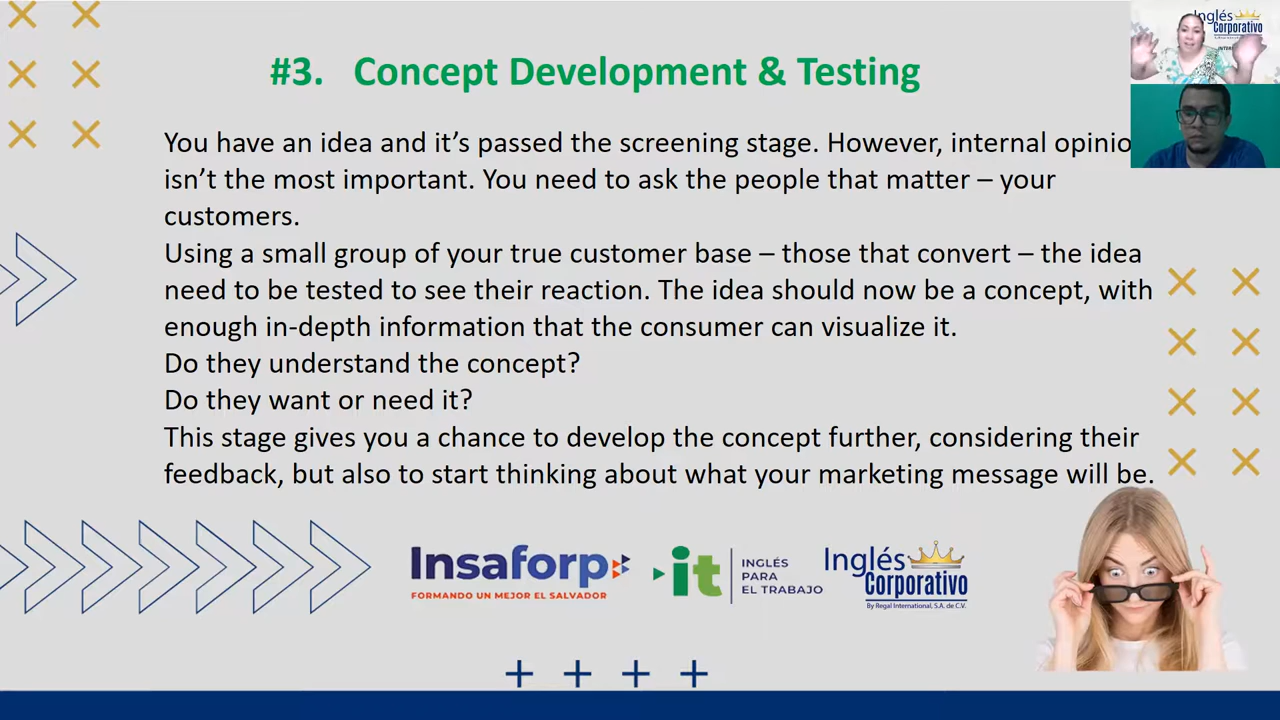 #3. Concept Development & Testing
You have an idea and it's passed the screening stage. However, internal
isn't the most important. You need to ask the people that matter – your
customers.
Using a small group of your true customer base – those that convert – the idea
need to be tested to see their reaction. The idea should now be a concept, with
enough in-depth information that the consumer can visualize it.
Do they understand the concept?
Do they want or need it?
This stage gives you a chance to develop the concept further, considering their
feedback, but also to start thinking about what your marketing message will be.
Insaforp
FORMANDO UN MEJOR EL SALVADOR
it
INGLÉS
PARA
EL TRABAJO
Inglés
Corporativo
By Regal International, S.A. de C.V.
Inglés
Corporativo